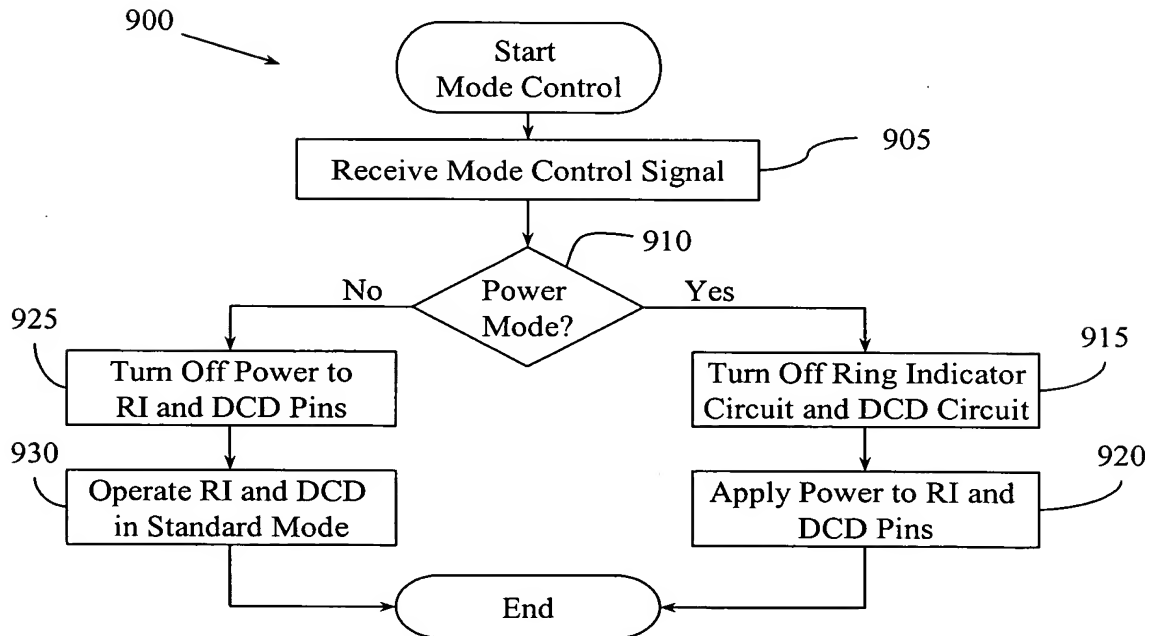 900
Start
Mode Control
905
Receive Mode Control Signal
910
Power
Mode?
No
Yes
925
Turn Off Power to
RI and DCD Pins
915
Turn Off Ring Indicator
Circuit and DCD Circuit
930
Operate RI and DCD
in Standard Mode
920
Apply Power to RI and
DCD Pins
End